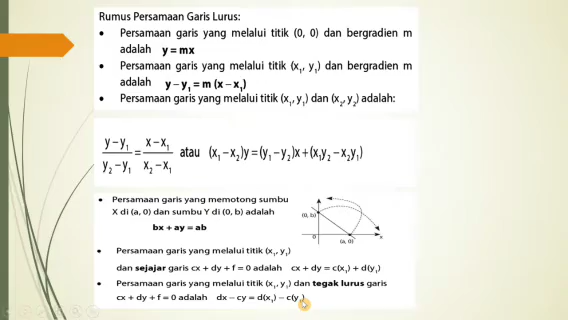 Rumus Persamaan Garis Lurus:
• Persamaan garis yang melalui titik (0, 0) dan bergradien m
adalah y = mx
• Persamaan garis yang melalui titik (x₁, y₁) dan bergradien m
adalah y – y₁ = m (x – x₁)
• Persamaan garis yang melalui titik (x₁, y₁) dan (x₂, y₂) adalah:
(y – y₁)/(y₂ – y₁) = (x – x₁)/(x₂ – x₁) atau (x₁ – x₂)y = (y₁ – y₂)x + (x₁y₂ – x₂y₁)
• Persamaan garis yang memotong sumbu
X di (a, 0) dan sumbu Y di (0, b) adalah
bx + ay = ab
(0, b)
0
(a, 0)
x
• Persamaan garis yang melalui titik (x₁, y₁)
dan sejajar garis cx + dy + f = 0 adalah cx + dy = c(x₁) + d(y₁)
• Persamaan garis yang melalui titik (x₁, y₁) dan tegak lurus garis
cx + dy + f = 0 adalah dx – cy = d(x₁) – c(y₁)